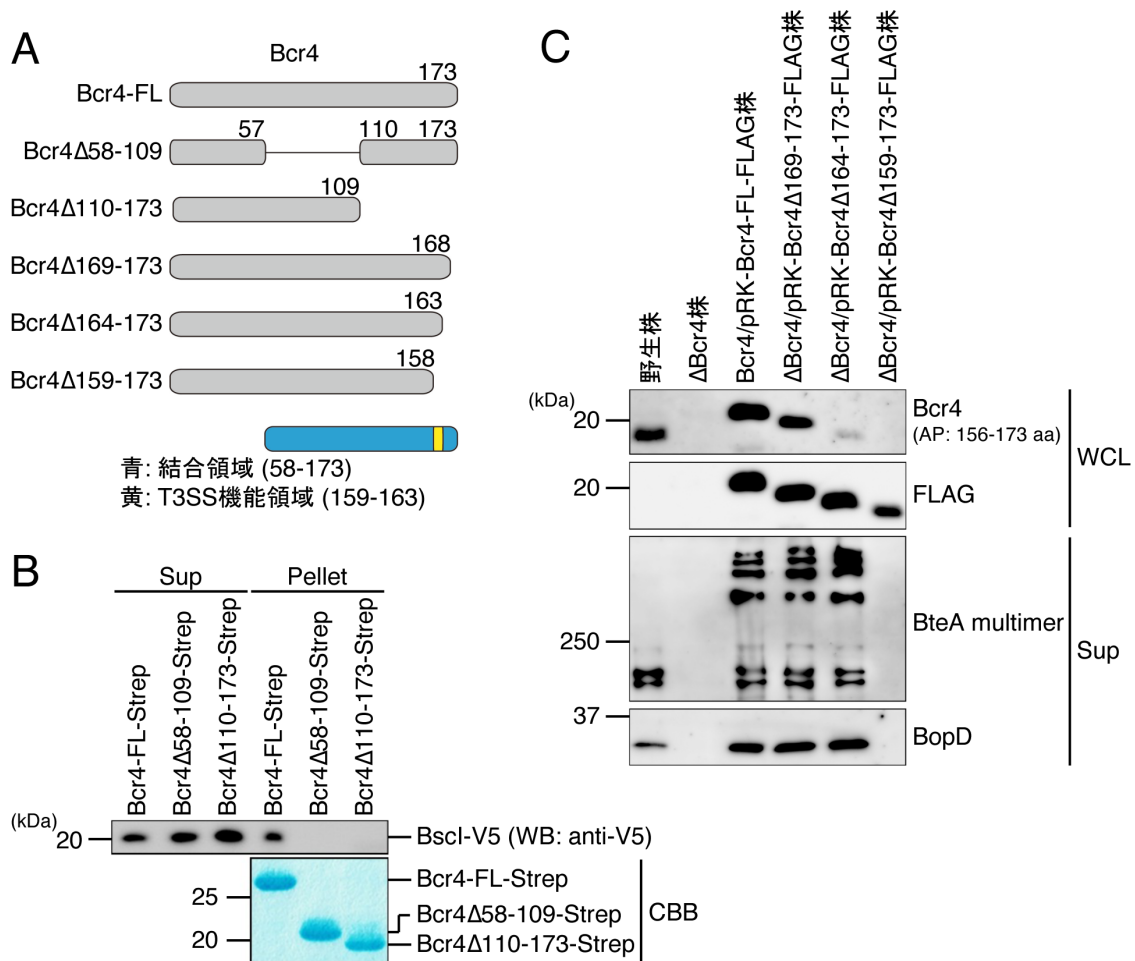 A
Bcr4
Bcr4-FL
173
Bcr4Δ58-109
57
110
173
Bcr4Δ110-173
109
Bcr4Δ169-173
168
Bcr4Δ164-173
163
Bcr4Δ159-173
158
青: 結合領域 (58-173)
黄: T3SS機能領域 (159-163)
B
Sup
Pellet
Bcr4-FL-Strep
Bcr4Δ58-109-Strep
Bcr4Δ110-173-Strep
Bcr4-FL-Strep
Bcr4Δ58-109-Strep
Bcr4Δ110-173-Strep
(kDa)
20
BscI-V5 (WB: anti-V5)
25
20
Bcr4-FL-Strep
Bcr4Δ58-109-Strep
Bcr4Δ110-173-Strep
CBB
C
野生株
ΔBcr4株
Bcr4/pRK-Bcr4-FL-FLAG株
ΔBcr4/pRK-Bcr4Δ169-173-FLAG株
ΔBcr4/pRK-Bcr4Δ164-173-FLAG株
ΔBcr4/pRK-Bcr4Δ159-173-FLAG株
(kDa)
20
Bcr4
(AP: 156-173 aa)
20
FLAG
WCL
BteA multimer
250
Sup
37
BopD